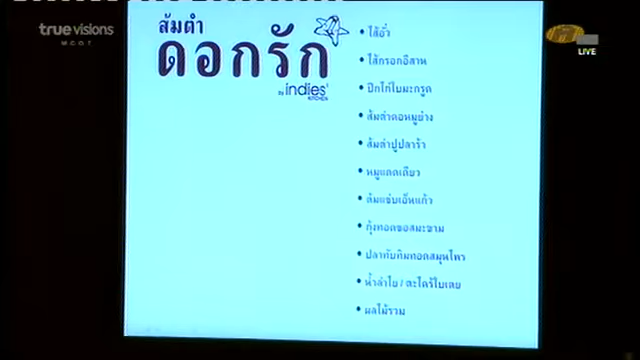 true visions
MCOT
LIVE
ส้มตำ
ดอกรัก
by indies'
KITCHEN
• ไส้อั่ว
• ไส้กรอกอีสาน
• ปีกไก่ใบมะกรูด
• ส้มตำคอหมูย่าง
• ส้มตำปูปลาร้า
• หมูแดดเดียว
• ต้มแซ่บเอ็นแก้ว
• กุ้งทอดซอสมะขาม
• ปลาทับทิมทอดสมุนไพร
• น้ำลำไย / ตะไคร้ใบเตย
• ผลไม้รวม